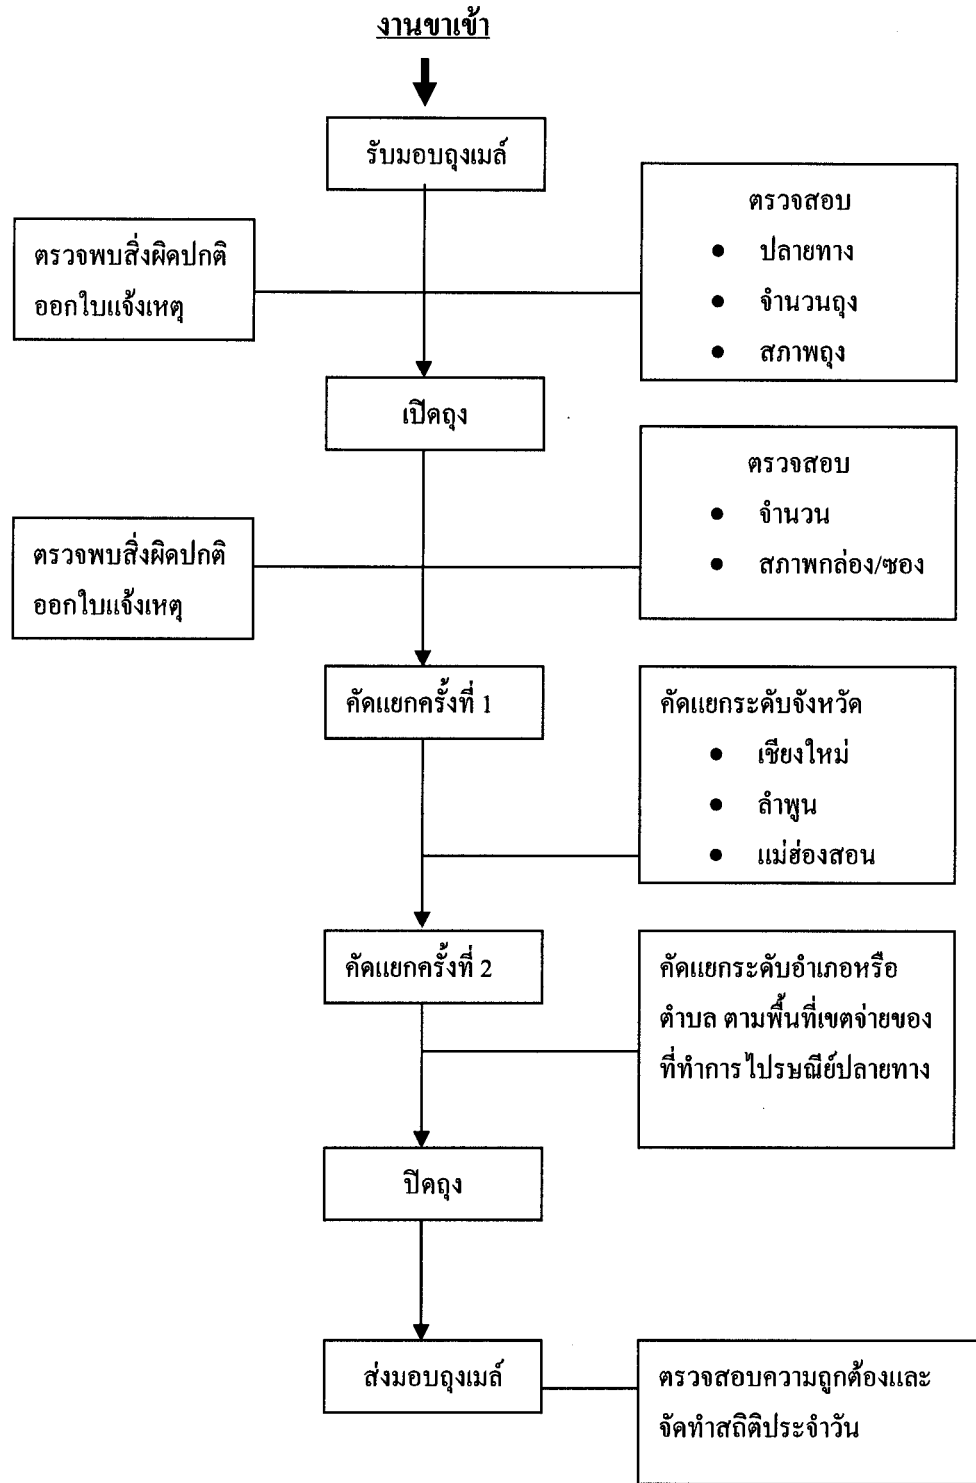 งานขาเข้า
รับมอบถุงเมล์
ตรวจสอบ
● ปลายทาง
● จำนวนถุง
● สภาพถุง
ตรวจพบสิ่งผิดปกติ
ออกใบแจ้งเหตุ
เปิดถุง
ตรวจสอบ
● จำนวน
● สภาพกล่อง/ซอง
ตรวจพบสิ่งผิดปกติ
ออกใบแจ้งเหตุ
คัดแยกครั้งที่ 1
คัดแยกระดับจังหวัด
● เชียงใหม่
● ลำพูน
● แม่ฮ่องสอน
คัดแยกครั้งที่ 2
คัดแยกระดับอำเภอหรือ
ตำบล ตามพื้นที่เขตจ่ายของ
ที่ทำการไปรษณีย์ปลายทาง
ปิดถุง
ส่งมอบถุงเมล์
ตรวจสอบความถูกต้องและ
จัดทำสถิติประจำวัน